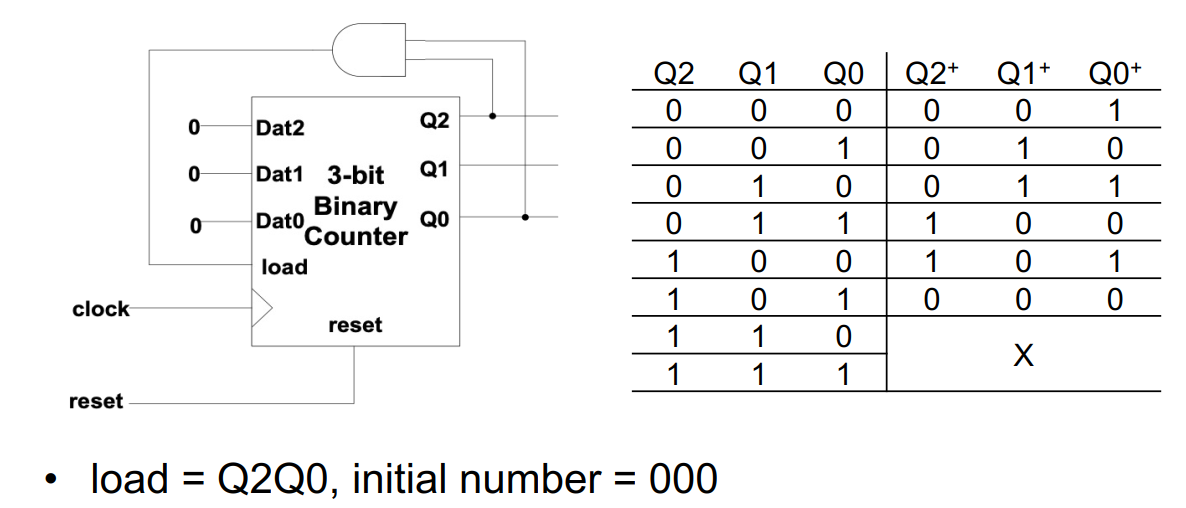 0 Dat2 Q2
0 Dat1 3-bit Q1
Binary
0 Dat0 Q0
Counter
load
clock
reset
reset
Q2 Q1 Q0 Q2+ Q1+ Q0+
0 0 0 0 0 1
0 0 1 0 1 0
0 1 0 0 1 1
0 1 1 1 0 0
1 0 0 1 0 1
1 0 1 0 0 0
1 1 0
X
1 1 1
• load = Q2Q0, initial number = 000